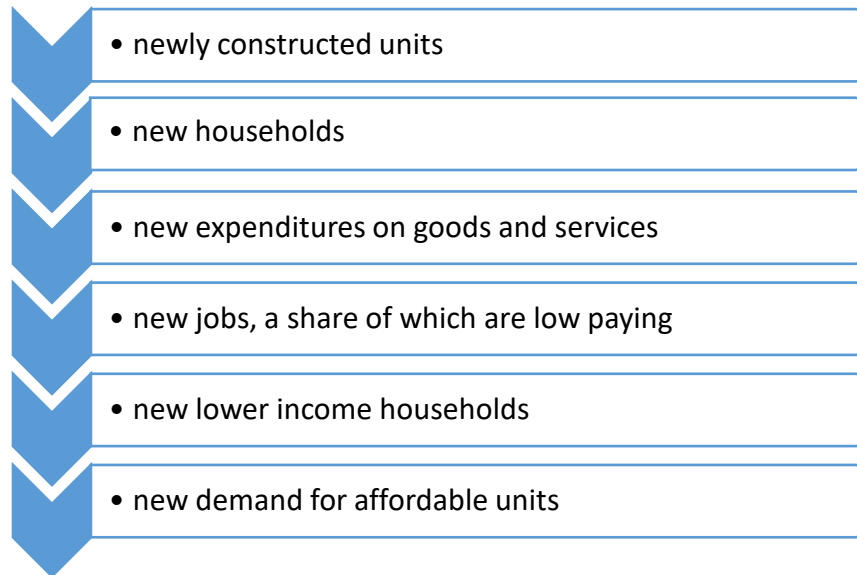 • newly constructed units
• new households
• new expenditures on goods and services
• new jobs, a share of which are low paying
• new lower income households
• new demand for affordable units